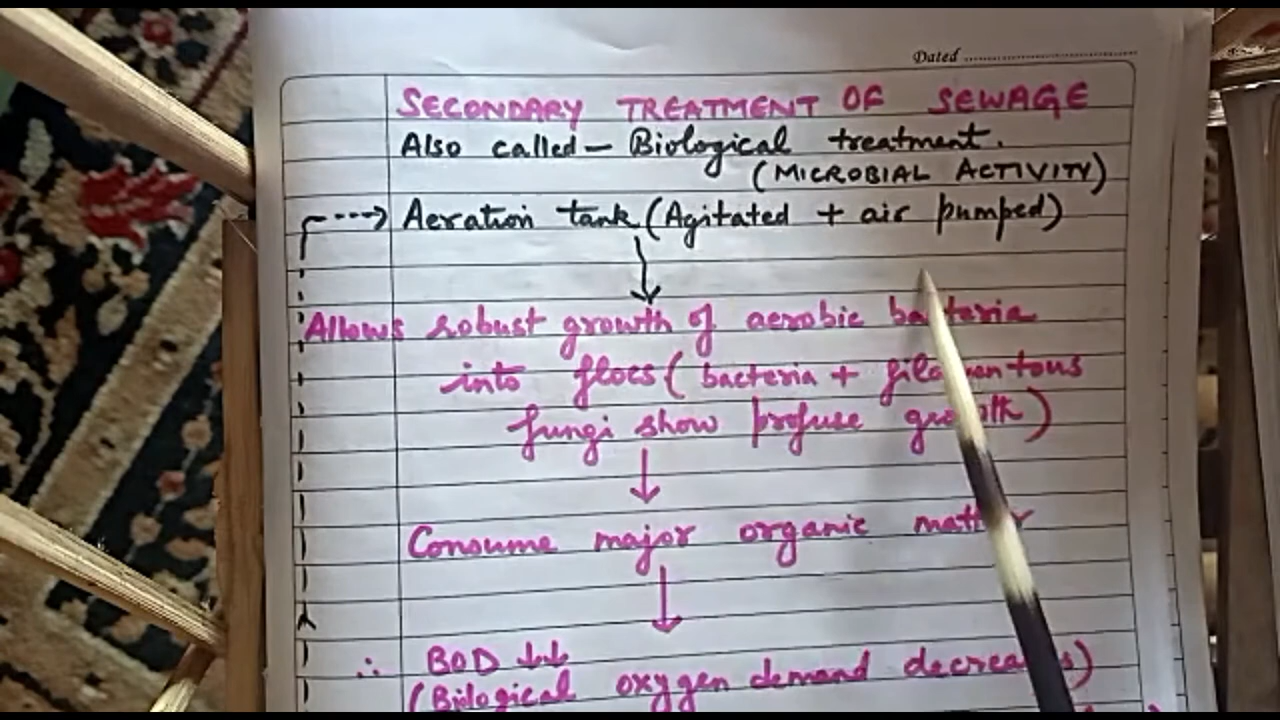 Dated
SECONDARY TREATMENT OF SEWAGE
Also called - Biological treatment.
(MICROBIAL ACTIVITY)
Aeration tank (Agitated + air pumped)
Allows robust growth of aerobic bacteria
into flocs (bacteria + filamentous
fungi show profuse growth)
Consume major organic matter
∴ BOD ↓↓
(Biological oxygen demand decreases)